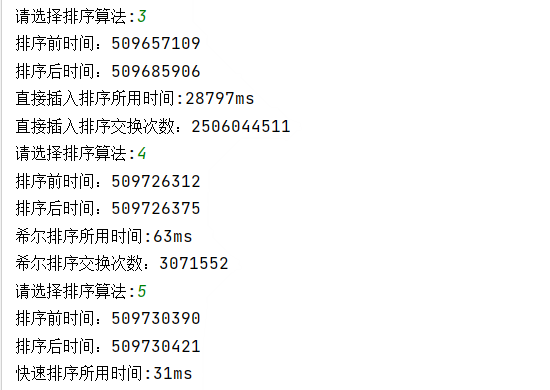 请选择排序算法:3
排序前时间：509657109
排序后时间：509685906
直接插入排序所用时间:28797ms
直接插入排序交换次数：2506044511
请选择排序算法:4
排序前时间：509726312
排序后时间：509726375
希尔排序所用时间:63ms
希尔排序交换次数：3071552
请选择排序算法:5
排序前时间：509730390
排序后时间：509730421
快速排序所用时间:31ms